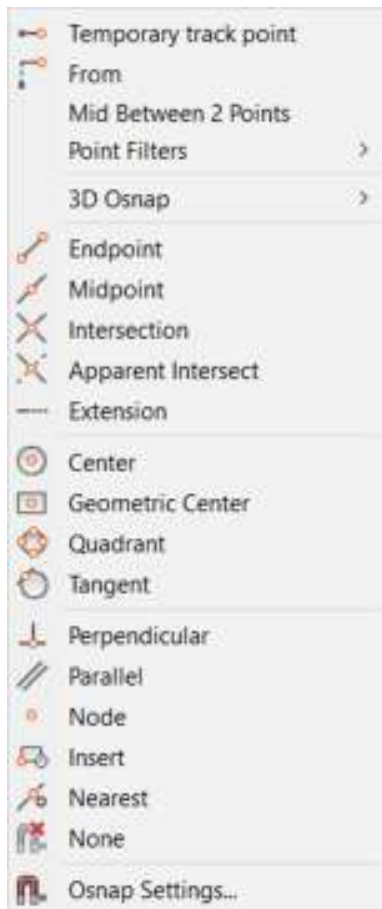 Temporary track point
From
Mid Between 2 Points
Point Filters
3D Osnap
Endpoint
Midpoint
Intersection
Apparent Intersect
Extension
Center
Geometric Center
Quadrant
Tangent
Perpendicular
Parallel
Node
Insert
Nearest
None
Osnap Settings...